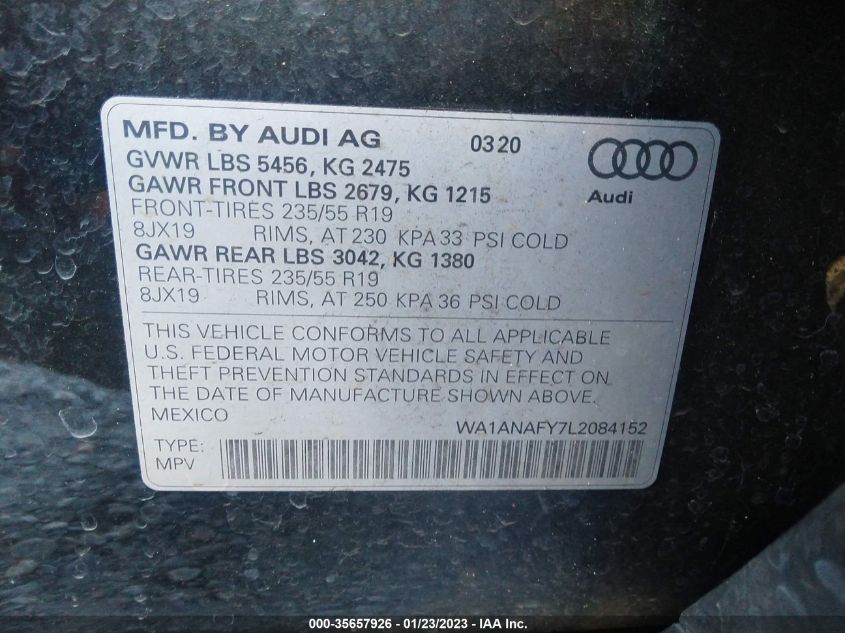 MFD. BY AUDI AG 0320
GVWR LBS 5456, KG 2475
GAWR FRONT LBS 2679, KG 1215
Audi
FRONT-TIRES 235/55 R19
8JX19 RIMS, AT 230 KPA 33 PSI COLD
GAWR REAR LBS 3042, KG 1380
REAR-TIRES 235/55 R19
8JX19 RIMS, AT 250 KPA 36 PSI COLD
THIS VEHICLE CONFORMS TO ALL APPLICABLE
U.S. FEDERAL MOTOR VEHICLE SAFETY AND
THEFT PREVENTION STANDARDS IN EFFECT ON
THE DATE OF MANUFACTURE SHOWN ABOVE.
MEXICO
WA1ANAFY7L2084152
TYPE:
MPV
000-35657926 - 01/23/2023 - IAA Inc.